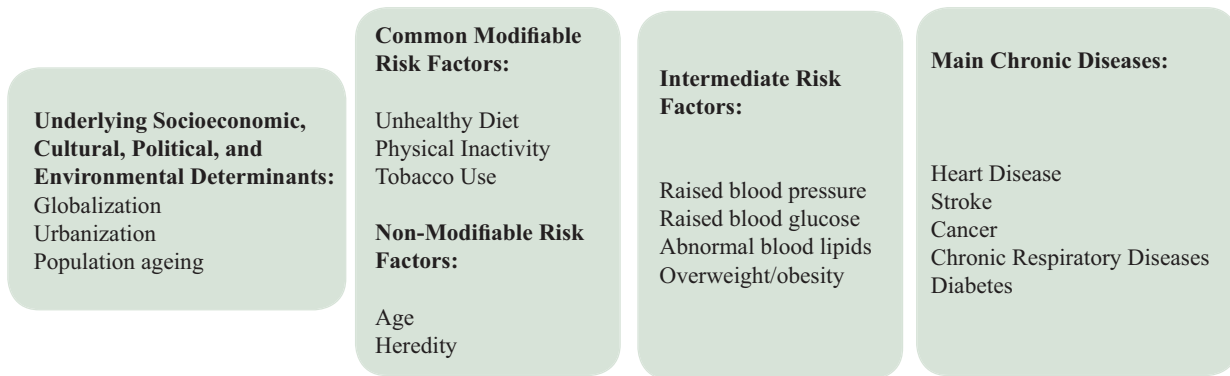 Underlying Socioeconomic,
Cultural, Political, and
Environmental Determinants:
Globalization
Urbanization
Population ageing
Common Modifiable
Risk Factors:
Unhealthy Diet
Physical Inactivity
Tobacco Use
Non-Modifiable Risk
Factors:
Age
Heredity
Intermediate Risk
Factors:
Raised blood pressure
Raised blood glucose
Abnormal blood lipids
Overweight/obesity
Main Chronic Diseases:
Heart Disease
Stroke
Cancer
Chronic Respiratory Diseases
Diabetes